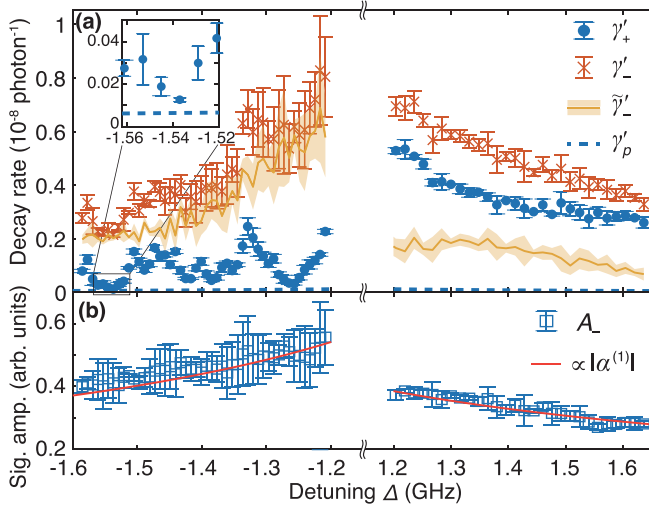 (a)
0.04
0.02
0
-1.56
-1.54
-1.52
γ′₊
γ′₋
γ̃′₋
γ′ₚ
Decay rate (10⁻⁸ photon⁻¹)
1
0.8
0.6
0.4
0.2
0
(b)
A₋
∝|α⁽¹⁾|
Sig. amp. (arb. units)
0.6
0.4
0.2
-1.6
-1.5
-1.4
-1.3
-1.2
1.2
1.3
1.4
1.5
1.6
Detuning Δ (GHz)